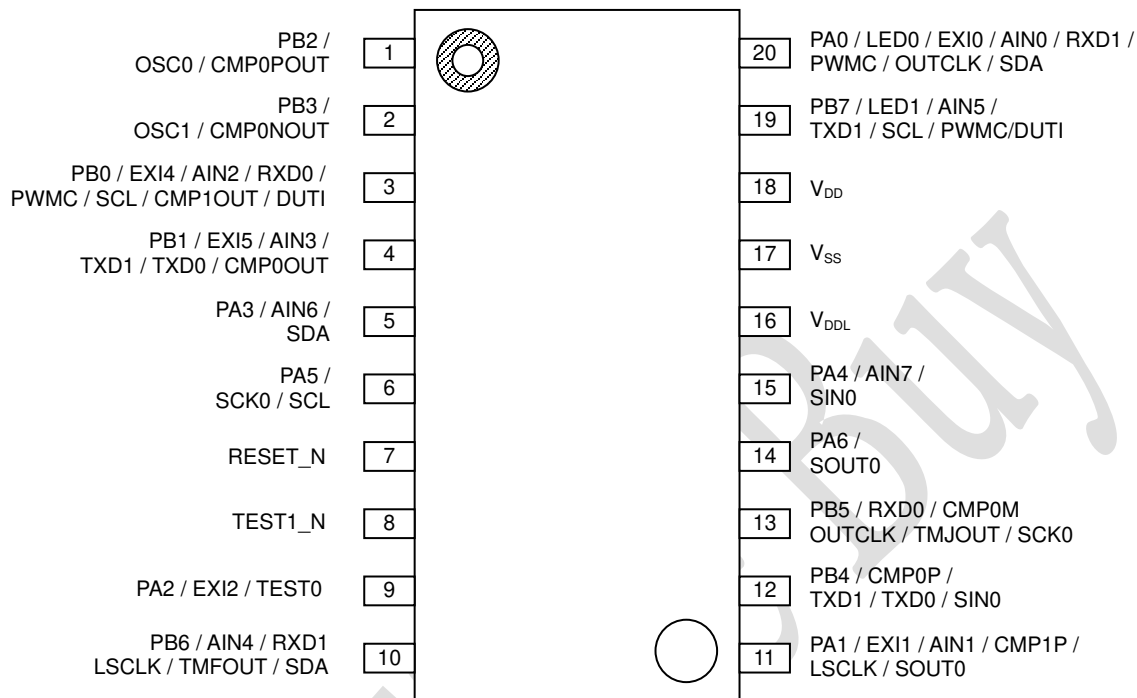 PB2 /
OSC0 / CMP0POUT
1
PB3 /
OSC1 / CMP0NOUT
2
PB0 / EXI4 / AIN2 / RXD0 /
PWMC / SCL / CMP1OUT / DUTI
3
PB1 / EXI5 / AIN3 /
TXD1 / TXD0 / CMP0OUT
4
PA3 / AIN6 /
SDA
5
PA5 /
SCK0 / SCL
6
RESET_N
7
TEST1_N
8
PA2 / EXI2 / TEST0
9
PB6 / AIN4 / RXD1
LSCLK / TMFOUT / SDA
10
20
PA0 / LED0 / EXI0 / AIN0 / RXD1 /
PWMC / OUTCLK / SDA
19
PB7 / LED1 / AIN5 /
TXD1 / SCL / PWMC/DUTI
18
VDD
17
VSS
16
VDDL
15
PA4 / AIN7 /
SIN0
14
PA6 /
SOUT0
13
PB5 / RXD0 / CMP0M
OUTCLK / TMJOUT / SCK0
12
PB4 / CMP0P /
TXD1 / TXD0 / SIN0
11
PA1 / EXI1 / AIN1 / CMP1P /
LSCLK / SOUT0
Buy